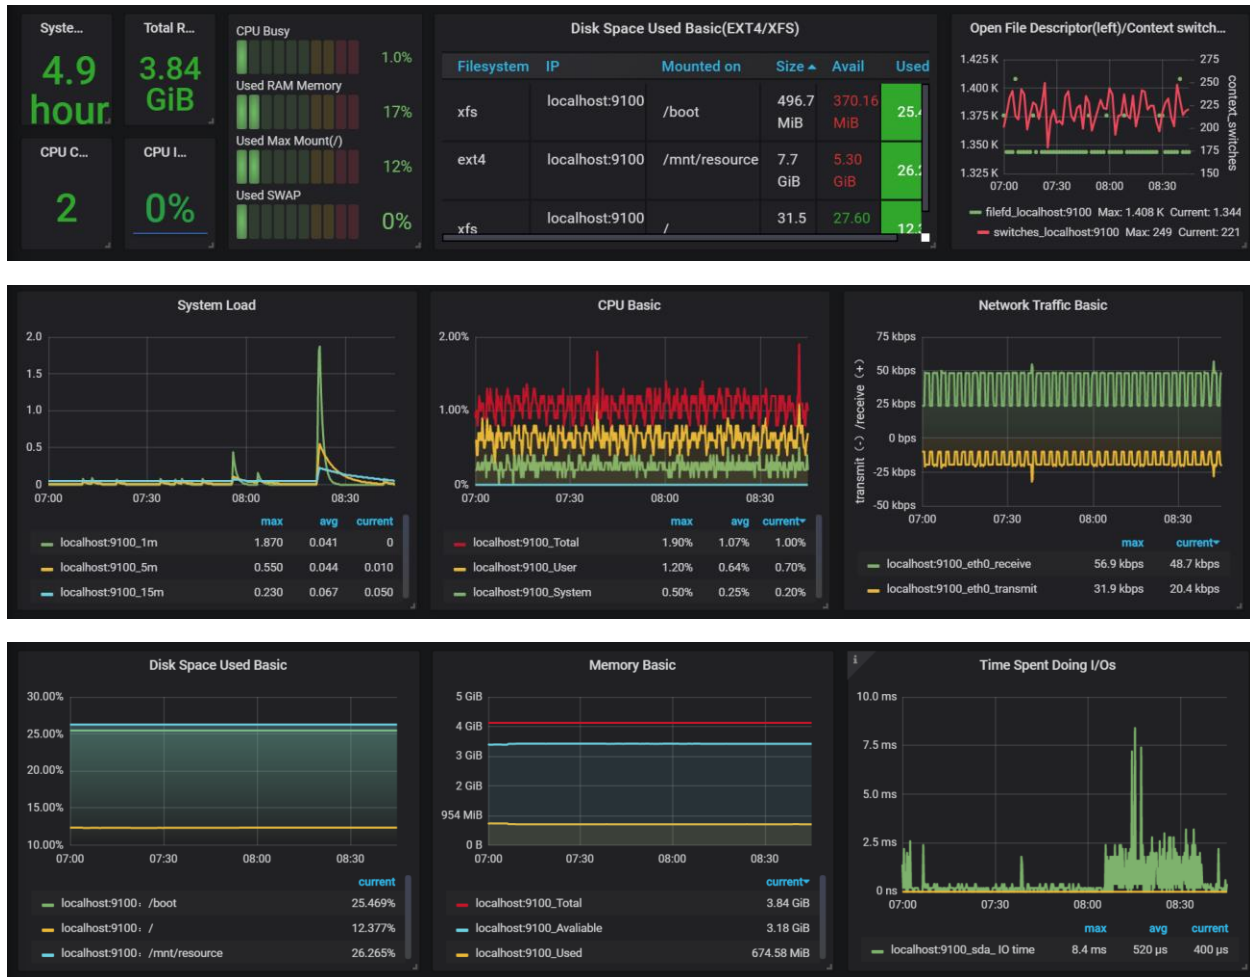 Syste...
4.9
hour
Total R...
3.84
GiB
CPU C...
2
CPU I...
0%
CPU Busy
1.0%
Used RAM Memory
17%
Used Max Mount(/)
12%
Used SWAP
0%
Disk Space Used Basic(EXT4/XFS)
Filesystem IP Mounted on Size Avail Used
xfs localhost:9100 /boot 496.7 MiB 370.16 MiB 25.4
ext4 localhost:9100 /mnt/resource 7.7 GiB 5.30 GiB 26.2
xfs localhost:9100 / 31.5 27.60 12.3
Open File Descriptor(left)/Context switch...
1.425 K
1.400 K
1.375 K
1.350 K
1.325 K
275
250
225
200
175
150
context_switches
07:00 07:30 08:00 08:30
filefd_localhost:9100 Max: 1.408 K Current: 1.344
switches_localhost:9100 Max: 249 Current: 221
System Load
2.0
1.5
1.0
0.5
0
07:00 07:30 08:00 08:30
max avg current
localhost:9100_1m 1.870 0.041 0
localhost:9100_5m 0.550 0.044 0.010
localhost:9100_15m 0.230 0.067 0.050
CPU Basic
2.00%
1.00%
0%
07:00 07:30 08:00 08:30
max avg current
localhost:9100_Total 1.90% 1.07% 1.00%
localhost:9100_User 1.20% 0.64% 0.70%
localhost:9100_System 0.50% 0.25% 0.20%
Network Traffic Basic
transmit (-) /receive (+)
75 kbps
50 kbps
25 kbps
0 bps
-25 kbps
-50 kbps
07:00 07:30 08:00 08:30
max current
localhost:9100_eth0_receive 56.9 kbps 48.7 kbps
localhost:9100_eth0_transmit 31.9 kbps 20.4 kbps
Disk Space Used Basic
30.00%
25.00%
20.00%
15.00%
10.00%
07:00 07:30 08:00 08:30
current
localhost:9100：/boot 25.469%
localhost:9100：/ 12.377%
localhost:9100：/mnt/resource 26.265%
Memory Basic
5 GiB
4 GiB
3 GiB
2 GiB
954 MiB
0 B
07:00 07:30 08:00 08:30
current
localhost:9100_Total 3.84 GiB
localhost:9100_Avaliable 3.18 GiB
localhost:9100_Used 674.58 MiB
i
Time Spent Doing I/Os
10.0 ms
7.5 ms
5.0 ms
2.5 ms
0 ns
07:00 07:30 08:00 08:30
max avg current
localhost:9100_sda_ IO time 8.4 ms 520 µs 400 µs